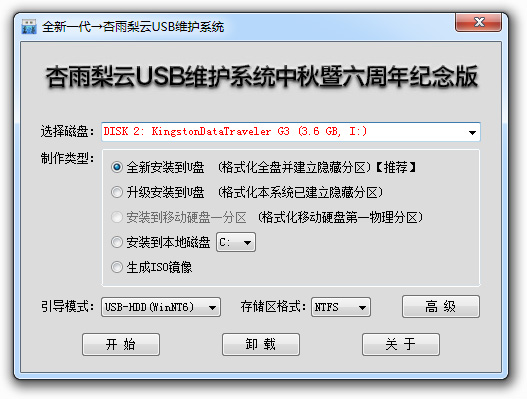 全新一代→杏雨梨云USB维护系统
杏雨梨云USB维护系统中秋暨六周年纪念版
选择磁盘： DISK 2: KingstonDataTraveler G3 (3.6 GB, I:)
制作类型：
全新安装到U盘 （格式化全盘并建立隐藏分区）【推荐】
升级安装到U盘 （格式化本系统已建立隐藏分区）
安装到移动硬盘一分区 （格式化移动硬盘第一物理分区）
安装到本地磁盘 C:
生成ISO镜像
引导模式： USB-HDD(WinNT6) 存储区格式： NTFS 高 级
开 始 卸 载 关 于